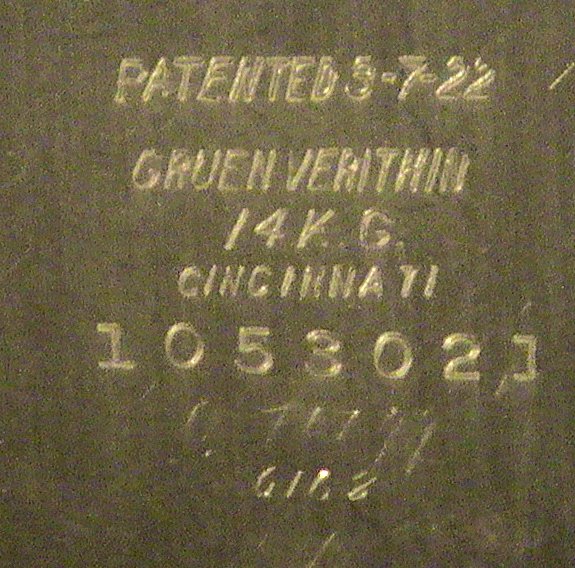 PATENTED 3-7-22
GRUEN VERITHIN
14 K. G.
CINCINNATI
1053021